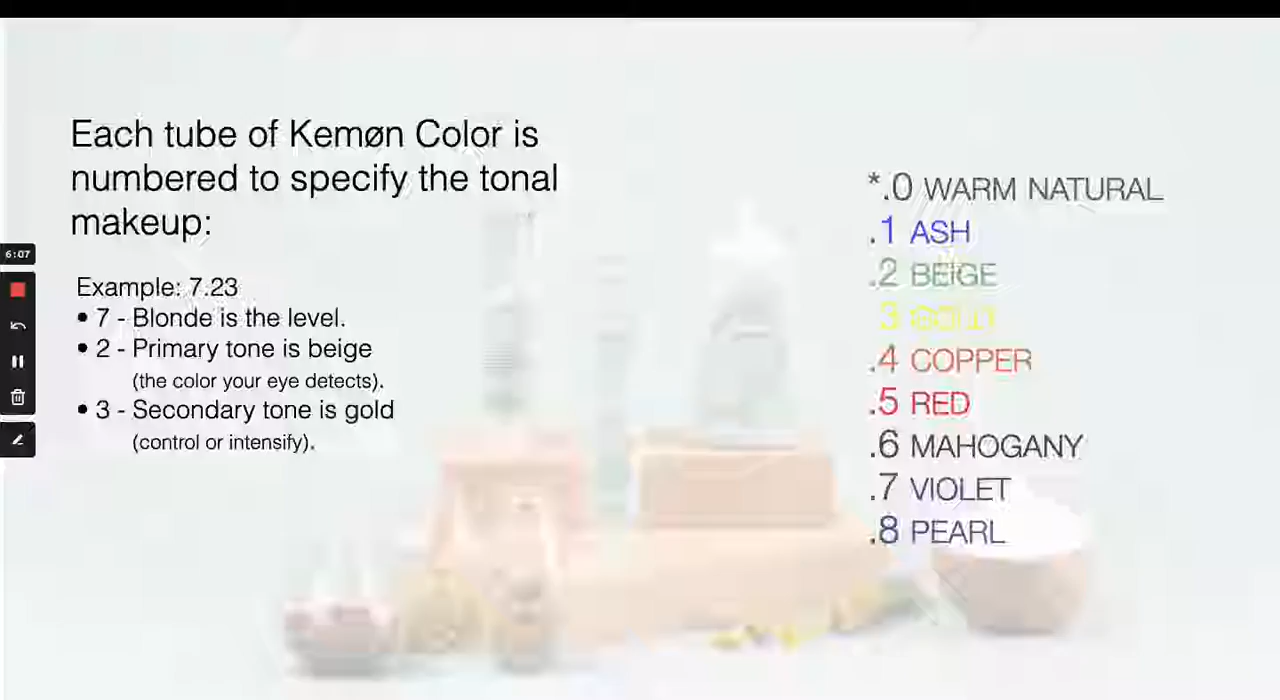 Each tube of Kemøn Color is
numbered to specify the tonal
makeup:
6:07
Example: 7.23
• 7 - Blonde is the level.
• 2 - Primary tone is beige
(the color your eye detects).
• 3 - Secondary tone is gold
(control or intensify).
*.0 WARM NATURAL
.1 ASH
.2 BEIGE
.3 GOLD
.4 COPPER
.5 RED
.6 MAHOGANY
.7 VIOLET
.8 PEARL